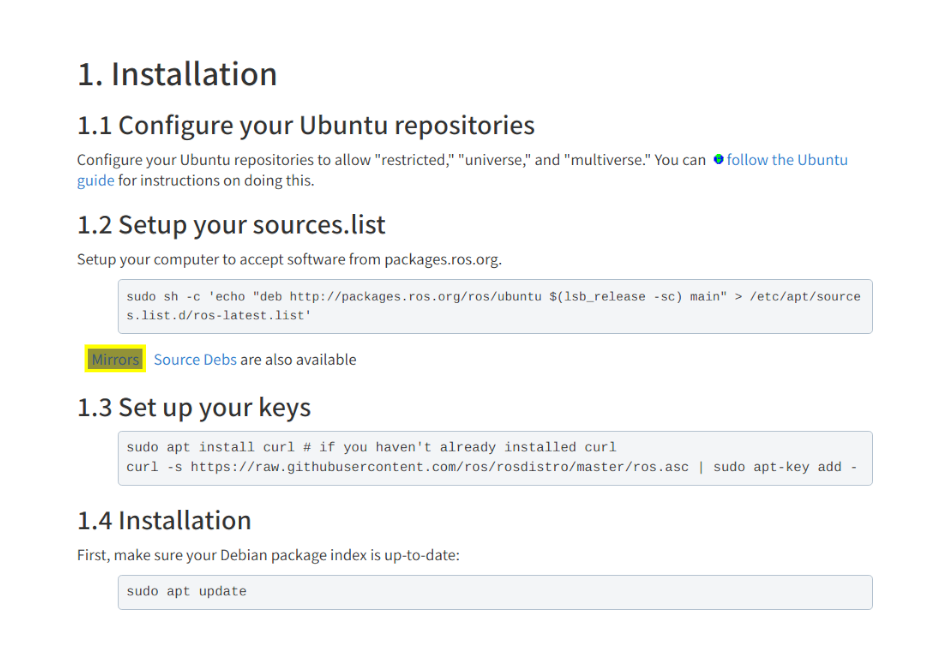 1. Installation
1.1 Configure your Ubuntu repositories
Configure your Ubuntu repositories to allow "restricted," "universe," and "multiverse." You can follow the Ubuntu
guide for instructions on doing this.
1.2 Setup your sources.list
Setup your computer to accept software from packages.ros.org.
sudo sh -c 'echo "deb http://packages.ros.org/ros/ubuntu $(lsb_release -sc) main" > /etc/apt/source
s.list.d/ros-latest.list'
Mirrors Source Debs are also available
1.3 Set up your keys
sudo apt install curl # if you haven't already installed curl
curl -s https://raw.githubusercontent.com/ros/rosdistro/master/ros.asc | sudo apt-key add -
1.4 Installation
First, make sure your Debian package index is up-to-date:
sudo apt update